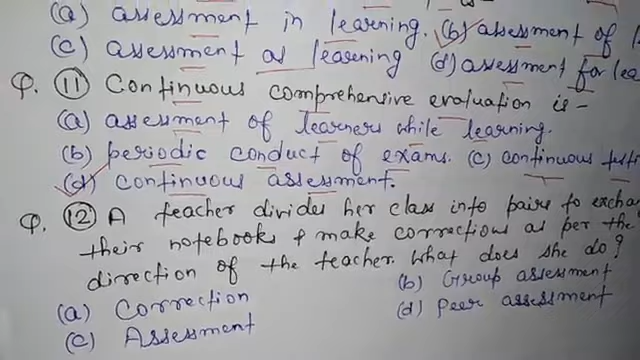 (a) assessment in learning. (b) assessment of
(c) assessment as learning (d) assessment for lea
Q. (11) Continuous comprehensive evaluation is -
(a) assessment of learners while learning.
(b) periodic conduct of exams. (c) continuous
(d) continuous assessment.
Q. (12) A teacher divides her class into pairs to exchan
their notebooks & make corrections as per the
direction of the teacher. What does she do?
(a) Correction (b) Group assessment
(c) Assessment (d) Peer assessment